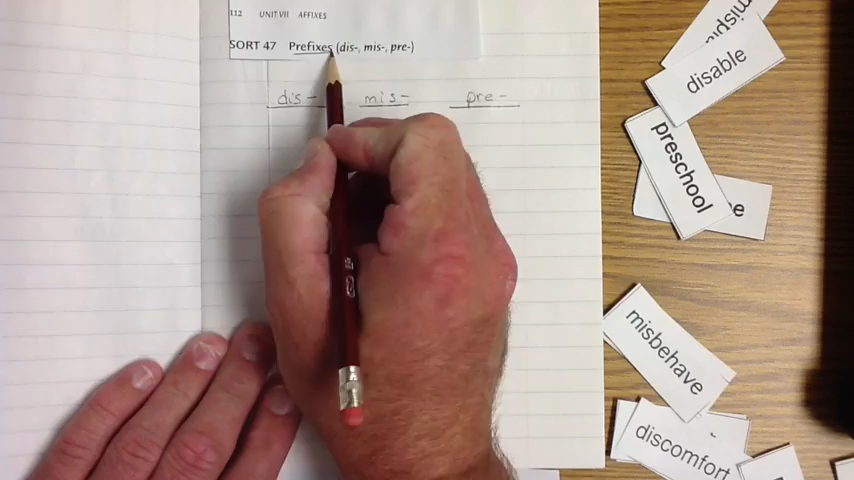 112 UNIT VII AFFIXES
SORT 47 Prefixes (dis-, mis-, pre-)
dis- mis- pre-
disable
preschool
misbehave
discomfort